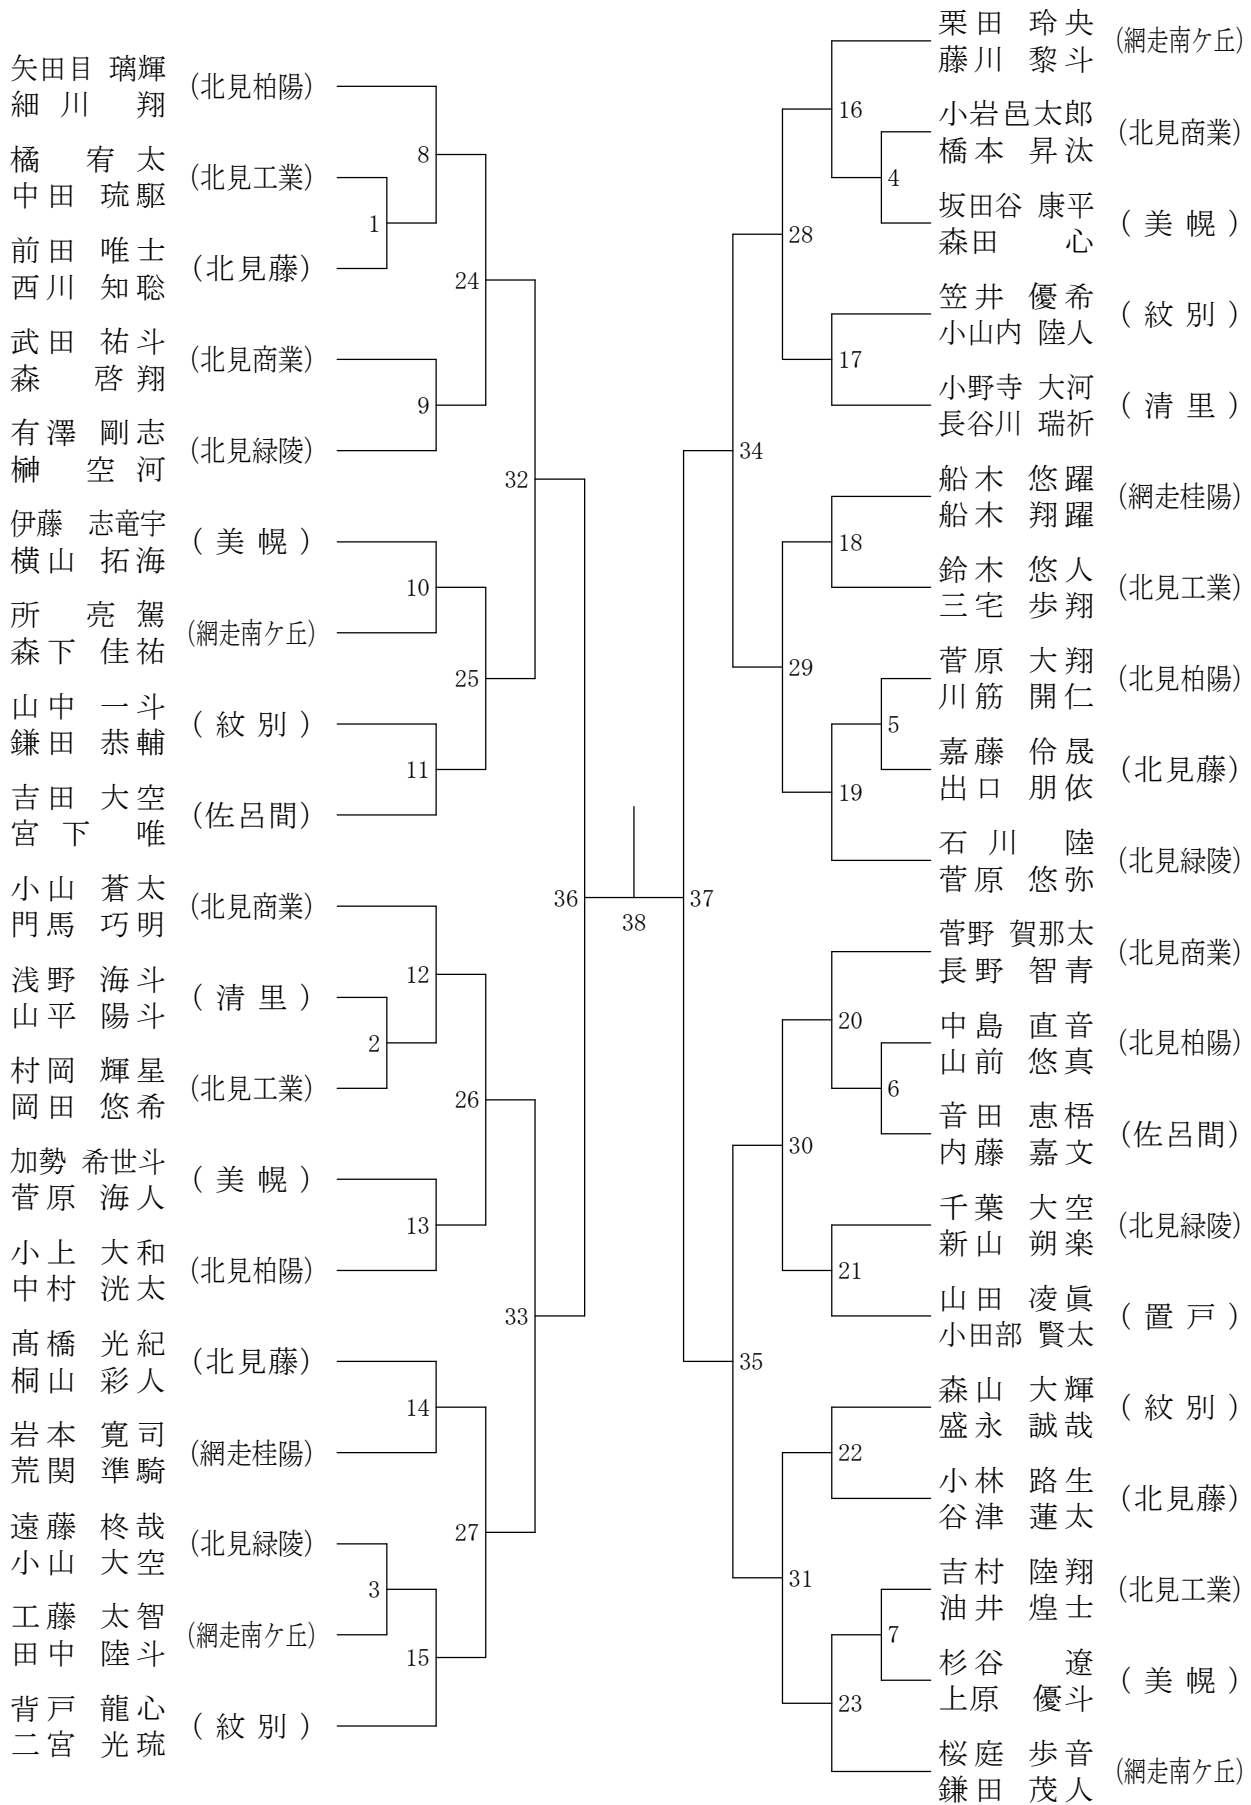 矢田目 璃輝
細川 翔
(北見柏陽)
橘 宥太
中田 琉駆
(北見工業)
前田 唯士
西川 知聡
(北見藤)
武田 祐斗
森 啓翔
(北見商業)
有澤 剛志
榊 空河
(北見緑陵)
伊藤 志竜宇
横山 拓海
(美幌)
所 亮駕
森下 佳祐
(網走南ケ丘)
山中 一斗
鎌田 恭輔
(紋別)
吉田 大空
宮下 唯
(佐呂間)
小山 蒼太
門馬 巧明
(北見商業)
浅野 海斗
山平 陽斗
(清里)
村岡 輝星
岡田 悠希
(北見工業)
加勢 希世斗
菅原 海人
(美幌)
小上 大和
中村 洸太
(北見柏陽)
髙橋 光紀
桐山 彩人
(北見藤)
岩本 寛司
荒関 準騎
(網走桂陽)
遠藤 柊哉
小山 大空
(北見緑陵)
工藤 太智
田中 陸斗
(網走南ケ丘)
背戸 龍心
二宮 光琉
(紋別)
1
2
3
8
9
10
11
12
13
14
15
24
25
26
27
32
33
36
38
37
34
35
28
29
30
31
16
17
18
19
20
21
22
23
4
5
6
7
栗田 玲央
藤川 黎斗
(網走南ケ丘)
小岩邑太郎
橋本 昇汰
(北見商業)
坂田谷 康平
森田 心
(美幌)
笠井 優希
小山内 陸人
(紋別)
小野寺 大河
長谷川 瑞祈
(清里)
船木 悠躍
船木 翔躍
(網走桂陽)
鈴木 悠人
三宅 歩翔
(北見工業)
菅原 大翔
川筋 開仁
(北見柏陽)
嘉藤 伶晟
出口 朋依
(北見藤)
石川 陸
菅原 悠弥
(北見緑陵)
菅野 賀那太
長野 智青
(北見商業)
中島 直音
山前 悠真
(北見柏陽)
音田 恵梧
内藤 嘉文
(佐呂間)
千葉 大空
新山 朔楽
(北見緑陵)
山田 凌眞
小田部 賢太
(置戸)
森山 大輝
盛永 誠哉
(紋別)
小林 路生
谷津 蓮太
(北見藤)
吉村 陸翔
油井 煌士
(北見工業)
杉谷 遼
上原 優斗
(美幌)
桜庭 歩音
鎌田 茂人
(網走南ケ丘)